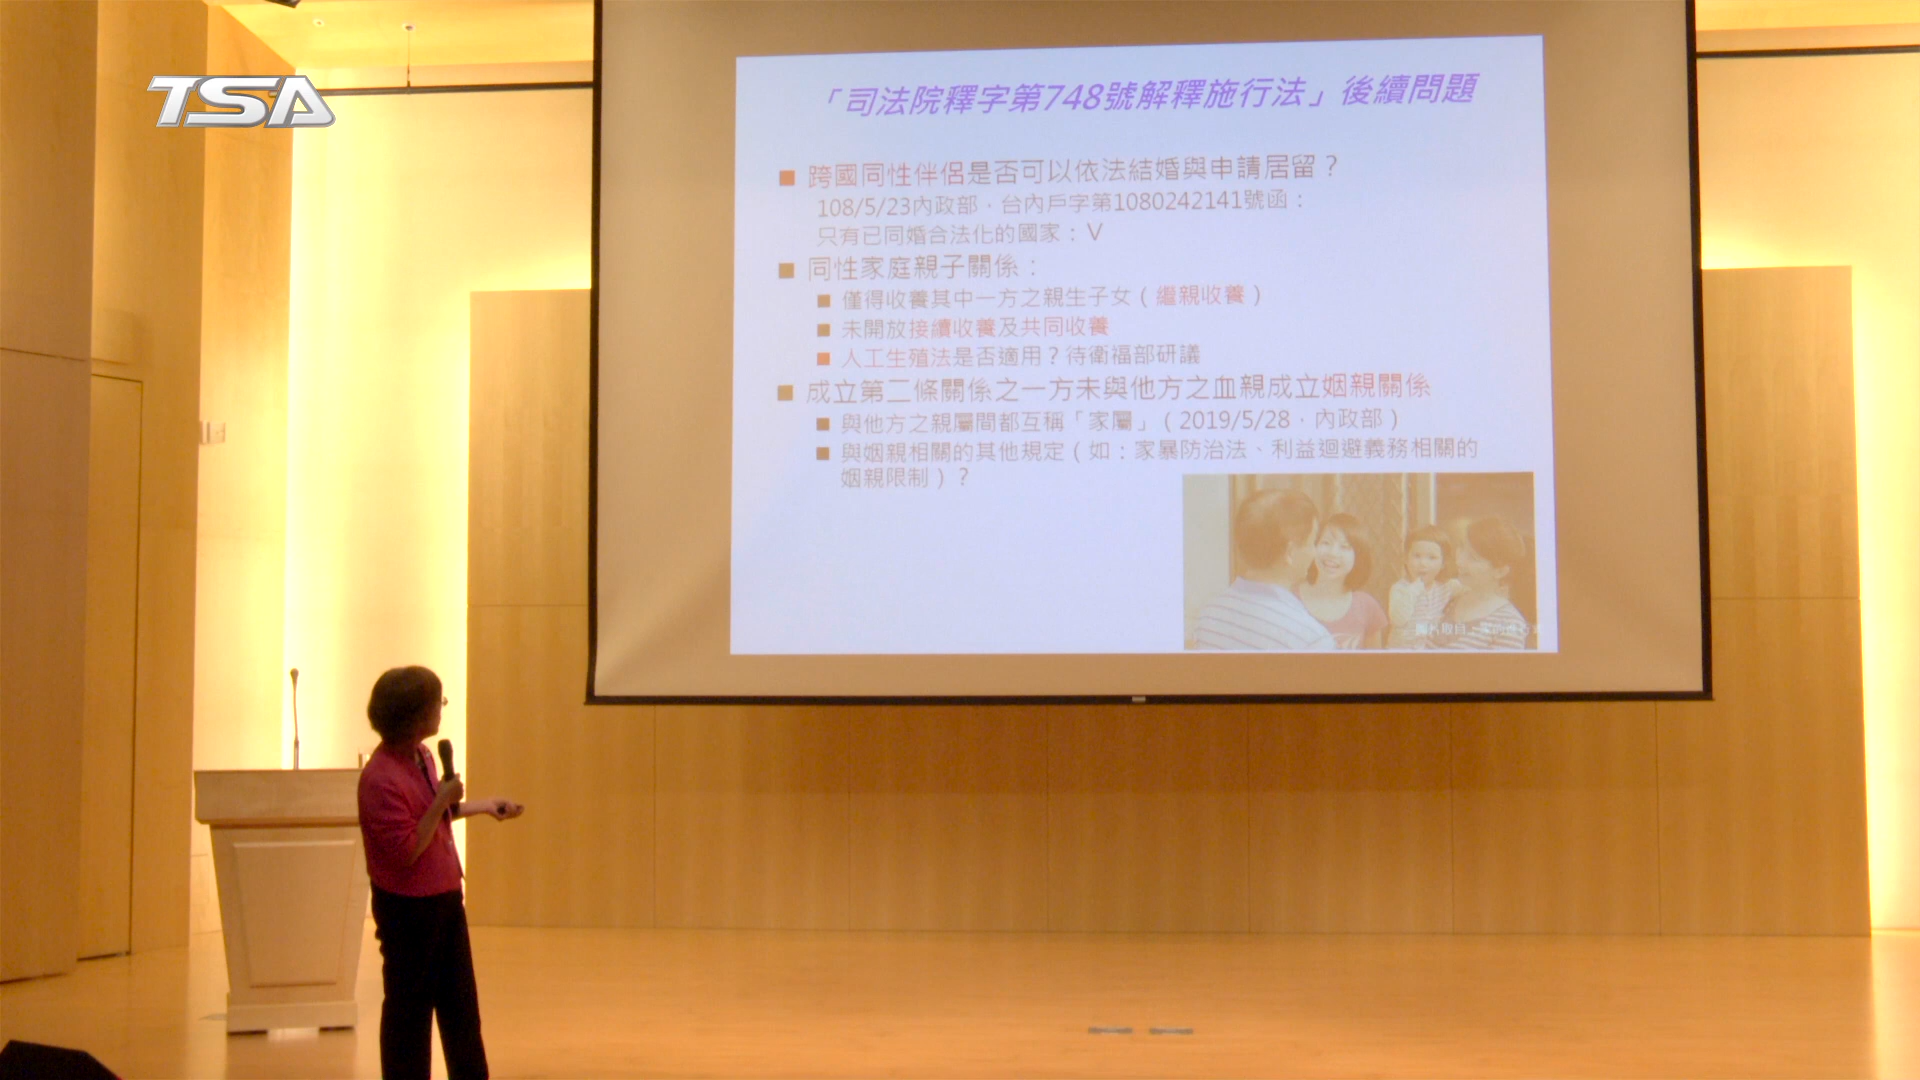 TSA
「司法院釋字第748號解釋施行法」後續問題
跨國同性伴侶是否可以依法結婚與申請居留？
108/5/23內政部，台內戶字第1080242141號函：
只有已同婚合法化的國家：V
同性家庭親子關係：
僅得收養其中一方之親生子女（繼親收養）
未開放接續收養及共同收養
人工生殖法是否適用？待衛福部研議
成立第二條關係之一方未與他方之血親成立姻親關係
與他方之親屬間都互稱「家屬」（2019/5/28，內政部）
與姻親相關的其他規定（如：家暴防治法、利益迴避義務相關的
姻親限制）？
圖片取自：